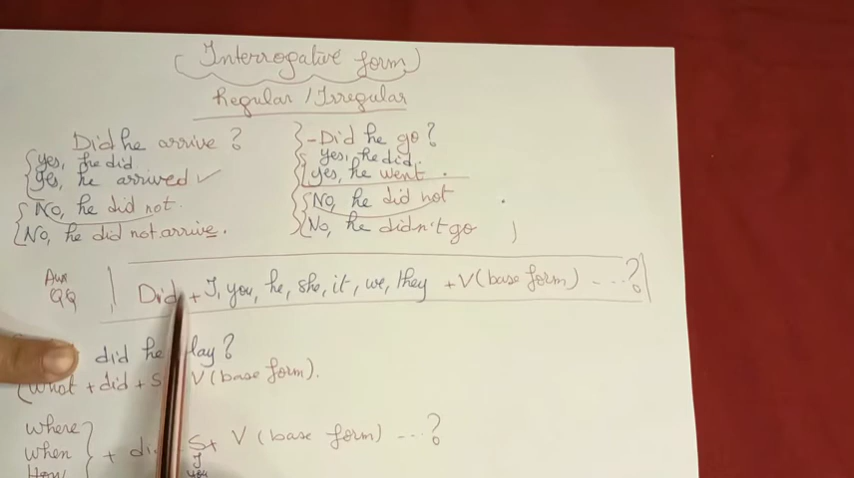 (Interrogative form)
Regular / Irregular
Did he arrive ?
yes, he did
yes, he arrived ✓
No, he did not.
No, he did not arrive.
- Did he go ?
yes, he did.
yes, he went.
No, he did not
No, he didn't go
Aux
QQ
Did + I, you, he, she, it, we, they + V (base form) ... ?
did he lay ?
What + did + S V (base form).
where
when
How
+ di S+ V (base form) ... ?
I
you